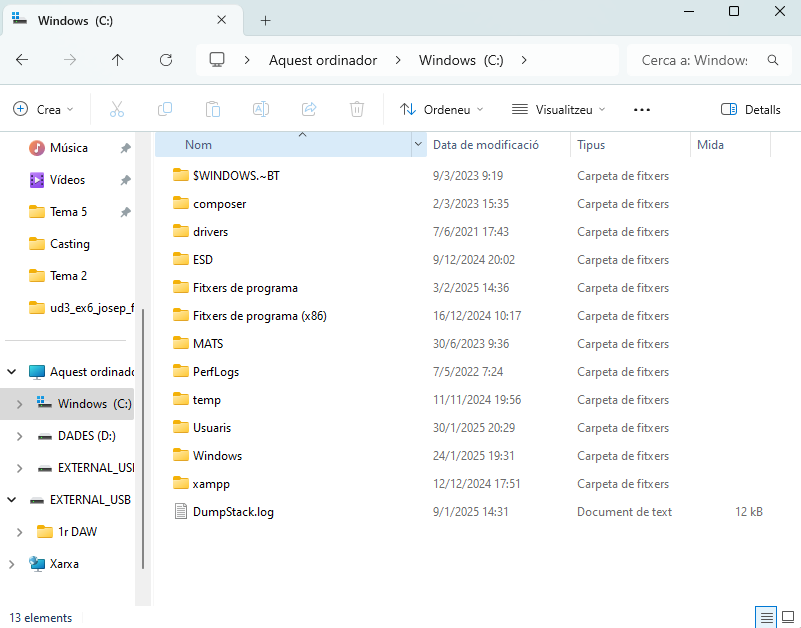 Windows (C:)
Aquest ordinador > Windows (C:) >
Cerca a: Window:
Crea
Ordeneu
Visualitzeu
Detalls
Música
Vídeos
Tema 5
Casting
Tema 2
ud3_ex6_josep_f
Aquest ordinado
Windows (C:)
DADES (D:)
EXTERNAL_USI
EXTERNAL_USB
1r DAW
Xarxa
Nom Data de modificació Tipus Mida
$WINDOWS.~BT 9/3/2023 9:19 Carpeta de fitxers
composer 2/3/2023 15:35 Carpeta de fitxers
drivers 7/6/2021 17:43 Carpeta de fitxers
ESD 9/12/2024 20:02 Carpeta de fitxers
Fitxers de programa 3/2/2025 14:36 Carpeta de fitxers
Fitxers de programa (x86) 16/12/2024 10:17 Carpeta de fitxers
MATS 30/6/2023 9:36 Carpeta de fitxers
PerfLogs 7/5/2022 7:24 Carpeta de fitxers
temp 11/11/2024 19:56 Carpeta de fitxers
Usuaris 30/1/2025 20:29 Carpeta de fitxers
Windows 24/1/2025 19:31 Carpeta de fitxers
xampp 12/12/2024 17:51 Carpeta de fitxers
DumpStack.log 9/1/2025 14:31 Document de text 12 kB
13 elements